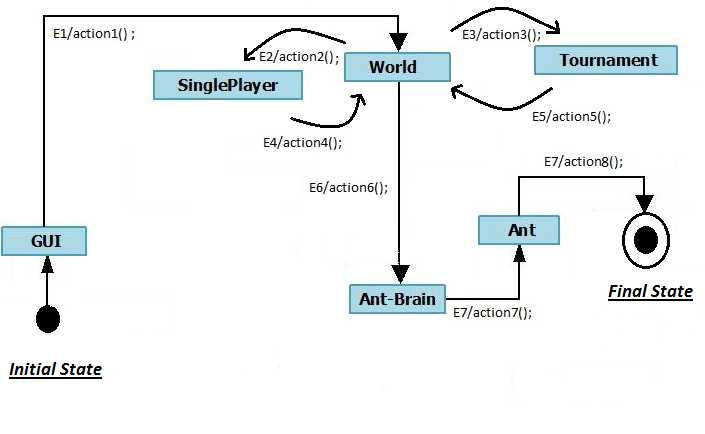 E1/action1() ;
E2/action2();
E3/action3();
World
Tournament
SinglePlayer
E4/action4();
E5/action5();
E7/action8();
E6/action6();
GUI
Ant
Ant-Brain
Final State
E7/action7();
Initial State